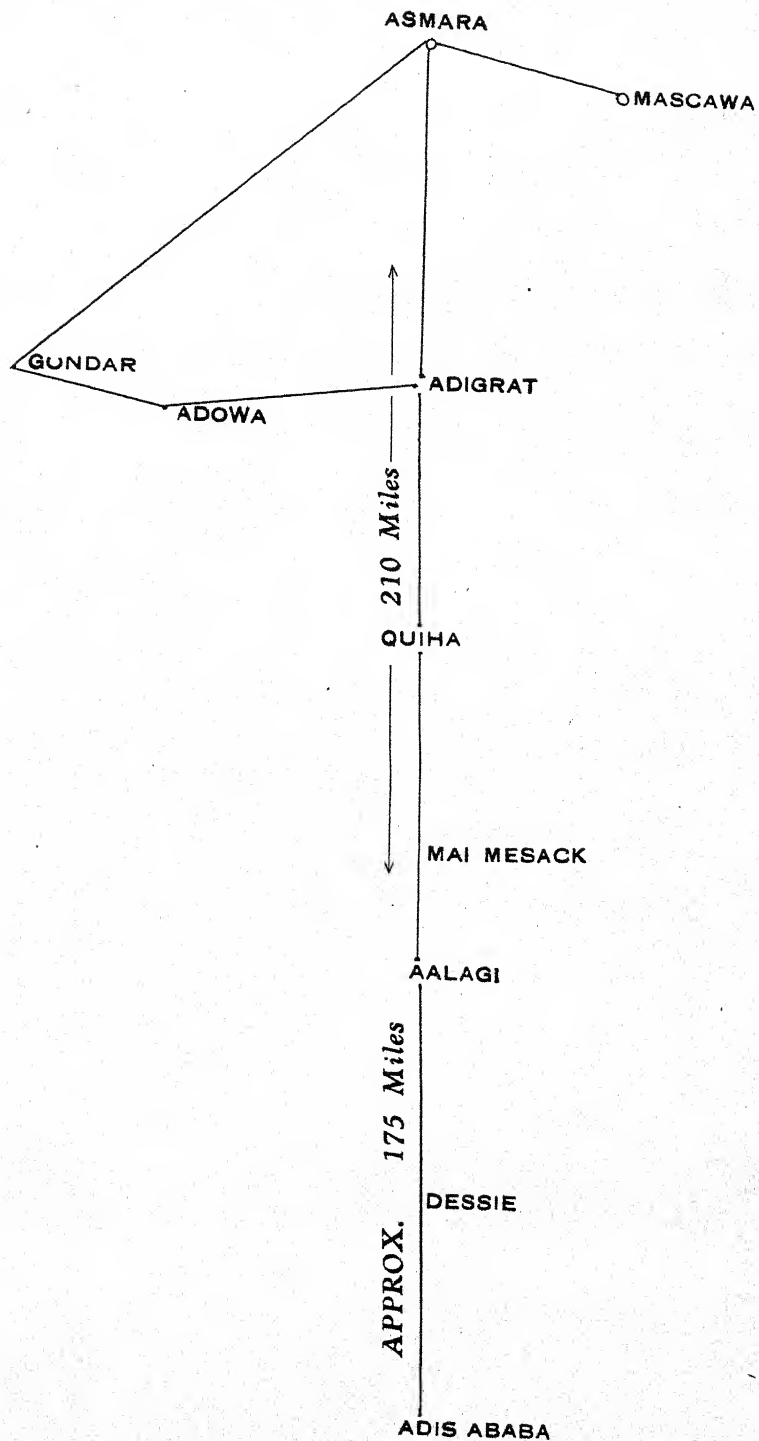 ASMARA
MASCAWA
GUNDAR
ADIGRAT
ADOWA
210 Miles
QUIHA
MAI MESACK
AALAGI
APPROX. 175 Miles
DESSIE
ADIS ABABA